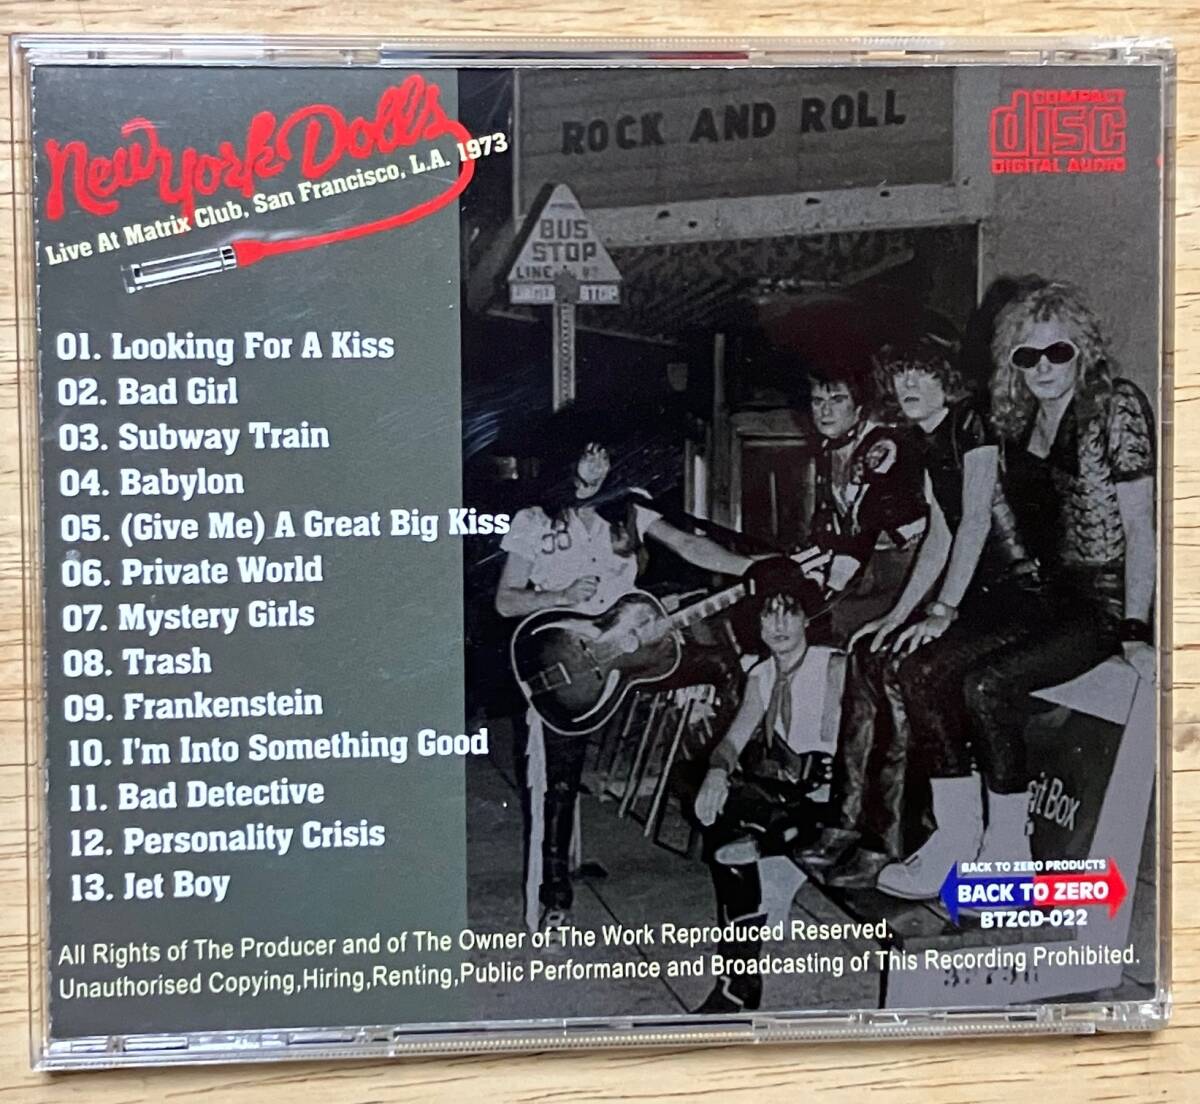 New York Dolls
Live At Matrix Club, San Francisco, L.A. 1973
ROCK AND ROLL
COMPACT
disc
DIGITAL AUDIO
BUS
STOP
LINE
STOP
01. Looking For A Kiss
02. Bad Girl
03. Subway Train
04. Babylon
05. (Give Me) A Great Big Kiss
06. Private World
07. Mystery Girls
08. Trash
09. Frankenstein
10. I'm Into Something Good
11. Bad Detective
12. Personality Crisis
13. Jet Boy
Box
BACK TO ZERO PRODUCTS
BACK TO ZERO
BTZCD-022
All Rights of The Producer and of The Owner of The Work Reproduced Reserved.
Unauthorised Copying,Hiring,Renting,Public Performance and Broadcasting of This Recording Prohibited.